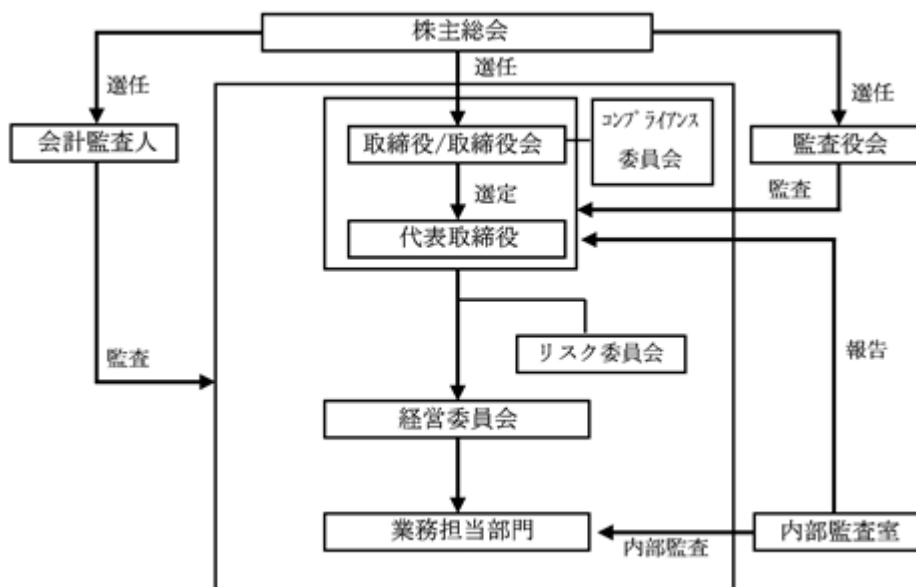 株主総会
選任
選任
選任
会計監査人
取締役/取締役会
コンプライアンス
委員会
監査役会
選定
監査
代表取締役
監査
リスク委員会
報告
経営委員会
業務担当部門
内部監査
内部監査室